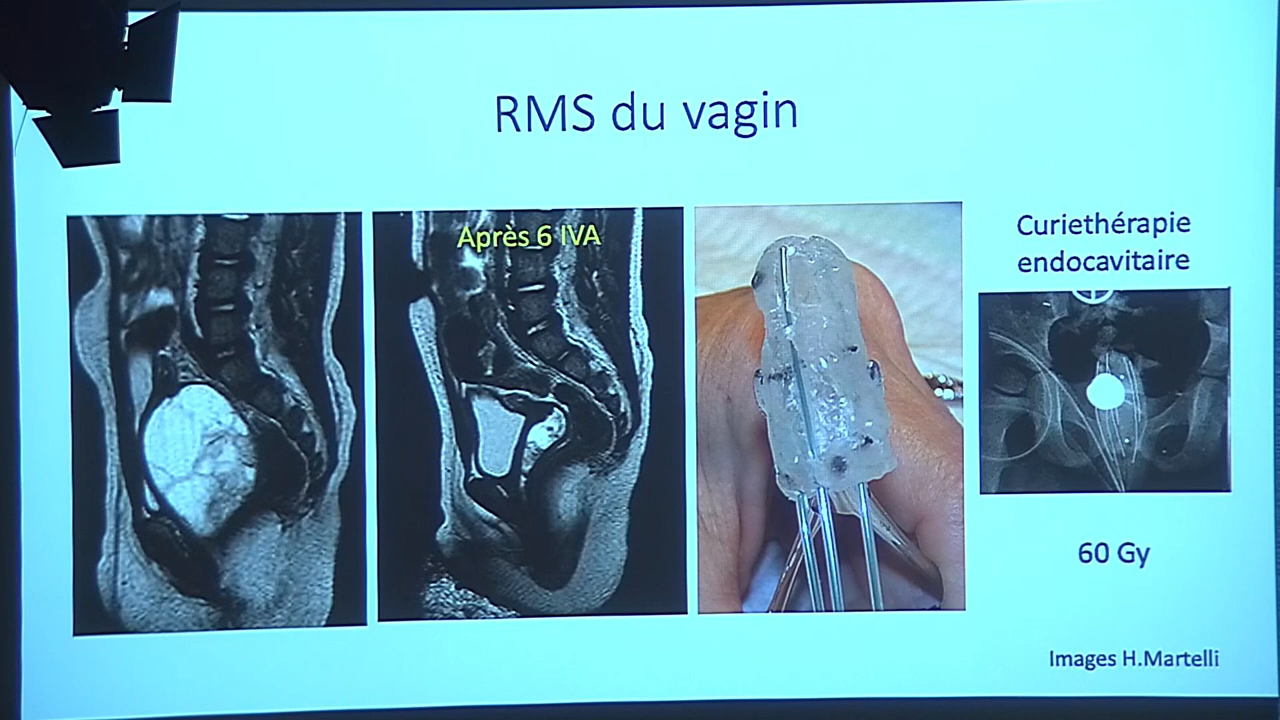 RMS du vagin
Après 6 IVA
Curiethérapie
endocavitaire
60 Gy
Images H.Martelli